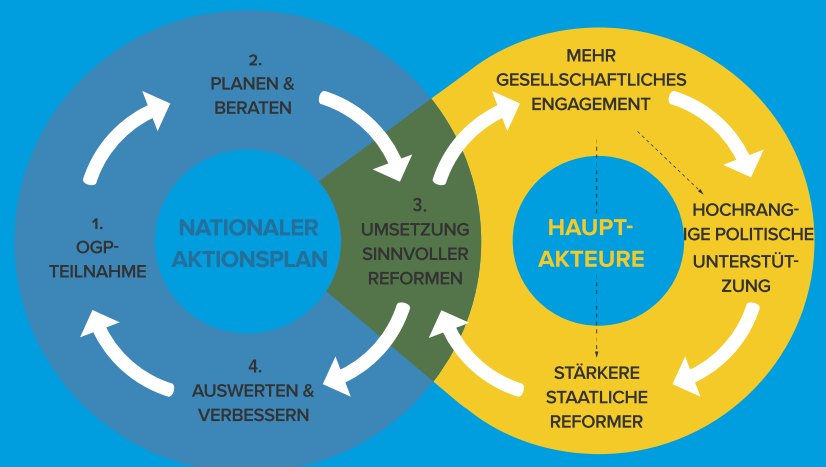 2.
PLANEN &
BERATEN
1.
OGP-
TEILNAHME
NATIONALER
AKTIONSPLAN
3.
UMSETZUNG
SINNVOLLER
REFORMEN
4.
AUSWERTEN &
VERBESSERN
MEHR
GESELLSCHAFTLICHES
ENGAGEMENT
HAUPT-
AKTEURE
HOCHRANG-
IGE POLITISCHE
UNTERSTÜT-
ZUNG
STÄRKERE
STAATLICHE
REFORMER